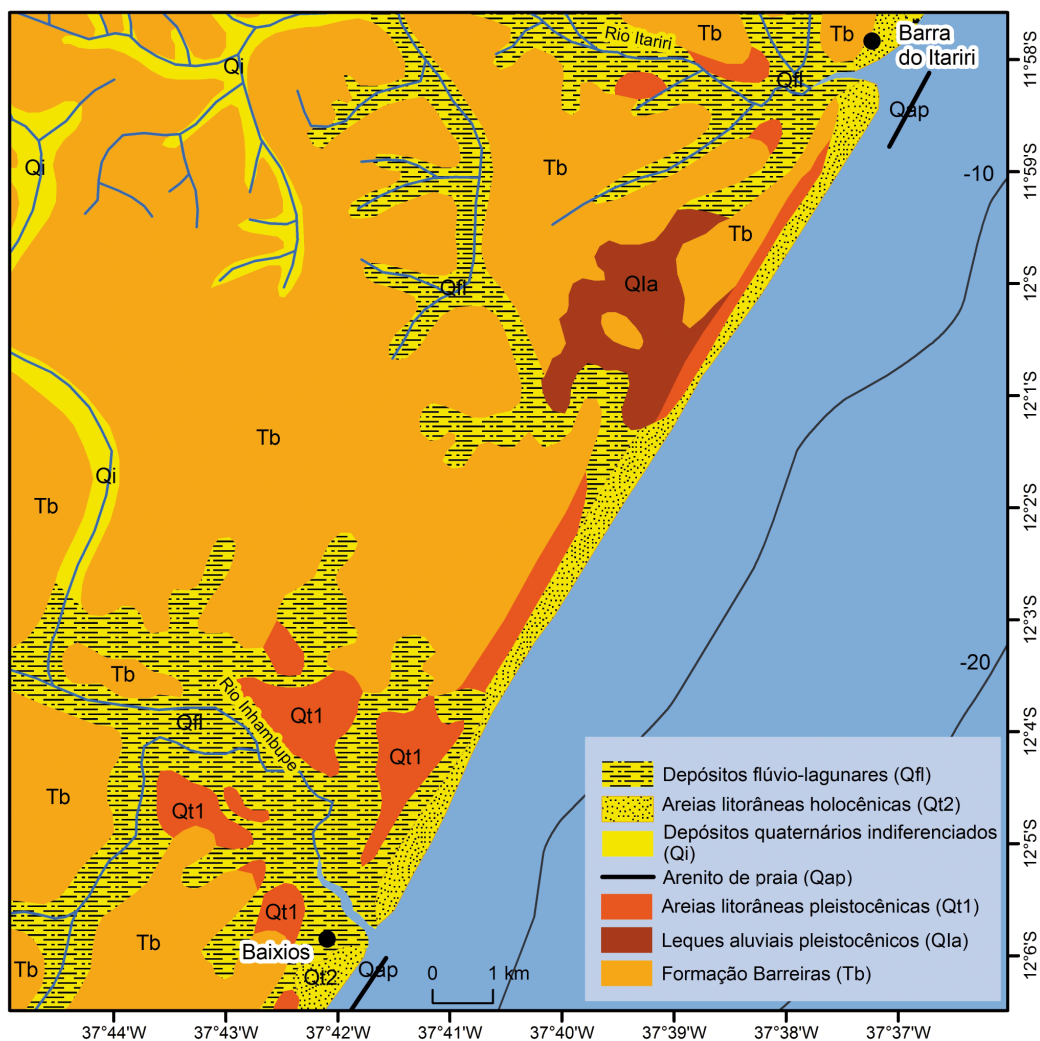 Rio Itariri
Tb
Tb
Barra
do Itariri
Qi
Qfl
Qap
Qi
Tb
-10
Tb
Qfl
Qla
Tb
Qi
Tb
Tb
Rio Inhambupe
Qfl
Qt1
Qt1
-20
Tb
Qt1
Qt1
Tb
Baixios
Tb
Qt2
Qap
0 1 km
Depósitos flúvio-lagunares (Qfl)
Areias litorâneas holocênicas (Qt2)
Depósitos quaternários indiferenciados
(Qi)
Arenito de praia (Qap)
Areias litorâneas pleistocênicas (Qt1)
Leques aluviais pleistocênicos (Qla)
Formação Barreiras (Tb)
11°58'S
11°59'S
12°S
12°1'S
12°2'S
12°3'S
12°4'S
12°5'S
12°6'S
37°44'W 37°43'W 37°42'W 37°41'W 37°40'W 37°39'W 37°38'W 37°37'W